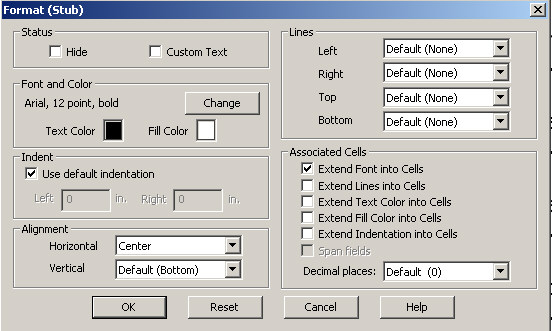 Format (Stub)
Status
Hide
Custom Text
Font and Color
Arial, 12 point, bold
Change
Text Color
Fill Color
Indent
Use default indentation
Left 0 in. Right 0 in.
Alignment
Horizontal Center
Vertical Default (Bottom)
Lines
Left Default (None)
Right Default (None)
Top Default (None)
Bottom Default (None)
Associated Cells
Extend Font into Cells
Extend Lines into Cells
Extend Text Color into Cells
Extend Fill Color into Cells
Extend Indentation into Cells
Span fields
Decimal places: Default (0)
OK Reset Cancel Help